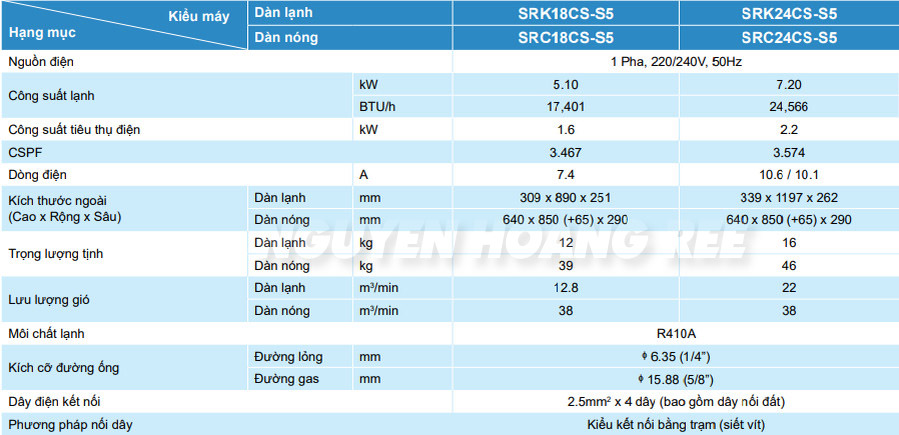 Kiểu máy Dàn lạnh SRK18CS-S5 SRK24CS-S5
Hạng mục Dàn nóng SRC18CS-S5 SRC24CS-S5
Nguồn điện 1 Pha, 220/240V, 50Hz
Công suất lạnh kW 5.10 7.20
BTU/h 17,401 24,566
Công suất tiêu thụ điện kW 1.6 2.2
CSPF 3.467 3.574
Dòng điện A 7.4 10.6 / 10.1
Kích thước ngoài Dàn lạnh mm 309 x 890 x 251 339 x 1197 x 262
(Cao x Rộng x Sâu) Dàn nóng mm 640 x 850 (+65) x 290 640 x 850 (+65) x 290
NGUYEN HOANG REE
Trọng lượng tịnh Dàn lạnh kg 12 16
Dàn nóng kg 39 46
Lưu lượng gió Dàn lạnh m³/min 12.8 22
Dàn nóng m³/min 38 38
Môi chất lạnh R410A
Kích cỡ đường ống Đường lỏng mm ϕ 6.35 (1/4”)
Đường gas mm ϕ 15.88 (5/8”)
Dây điện kết nối 2.5mm² x 4 dây (bao gồm dây nối đất)
Phương pháp nối dây Kiểu kết nối bằng trạm (siết vít)